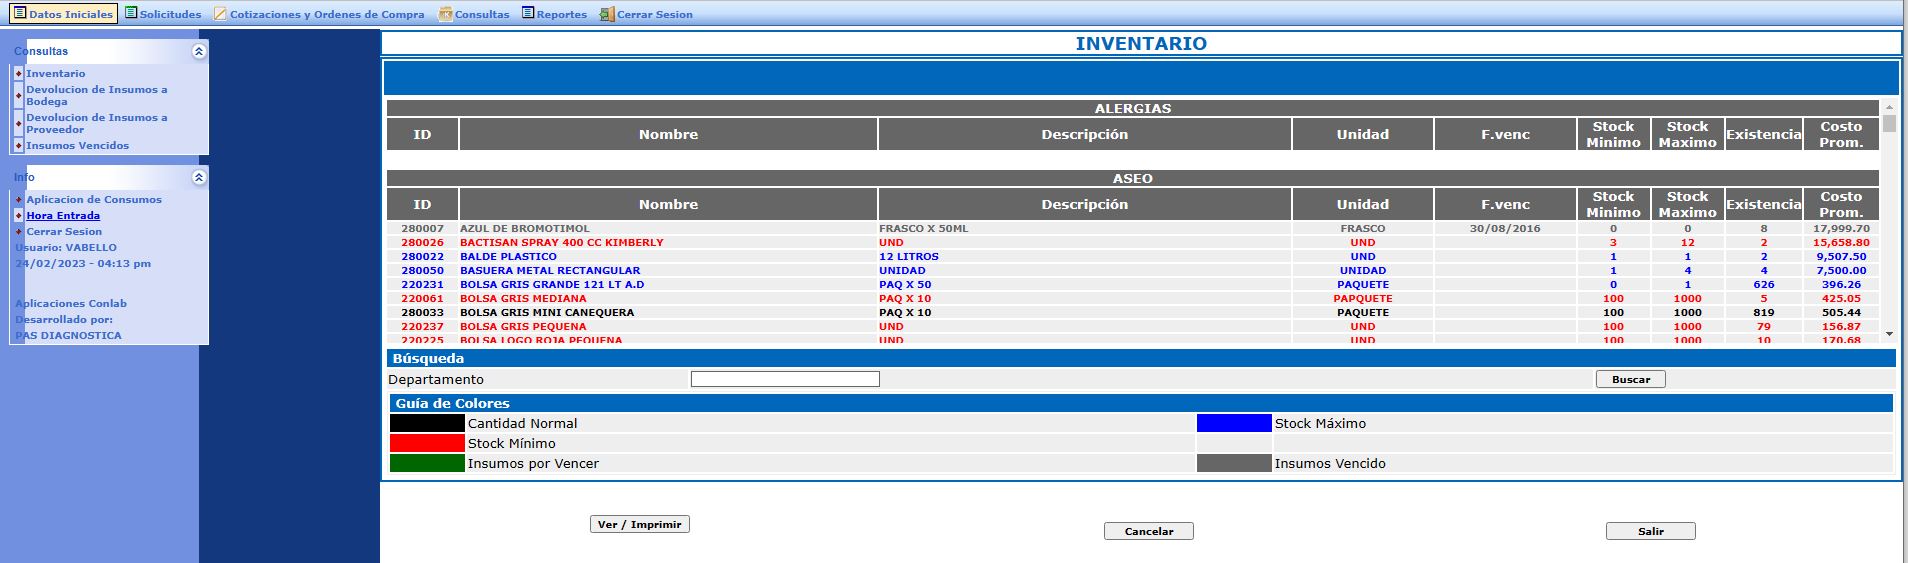 Datos Iniciales Solicitudes Cotizaciones y Ordenes de Compra Consultas Reportes Cerrar Sesion
Consultas
Inventario
Devolucion de Insumos a
Bodega
Devolucion de Insumos a
Proveedor
Insumos Vencidos
Info
Aplicacion de Consumos
Hora Entrada
Cerrar Sesion
Usuario: VABELLO
24/02/2023 - 04:13 pm
Aplicaciones Conlab
Desarrollado por:
PAS DIAGNOSTICA
INVENTARIO
ALERGIAS
ID Nombre Descripción Unidad F.venc Stock Minimo Stock Maximo Existencia Costo Prom.
ASEO
ID Nombre Descripción Unidad F.venc Stock Minimo Stock Maximo Existencia Costo Prom.
280007 AZUL DE BROMOTIMOL FRASCO X 50ML FRASCO 30/08/2016 0 0 8 17,999.70
280026 BACTISAN SPRAY 400 CC KIMBERLY UND UND 3 12 2 15,658.80
280022 BALDE PLASTICO 12 LITROS UND 1 1 2 9,507.50
280050 BASUERA METAL RECTANGULAR UNIDAD UNIDAD 1 4 4 7,500.00
220231 BOLSA GRIS GRANDE 121 LT A.D PAQ X 50 PAQUETE 0 1 626 396.26
220061 BOLSA GRIS MEDIANA PAQ X 10 PAPQUETE 100 1000 5 425.05
280033 BOLSA GRIS MINI CANEQUERA PAQ X 10 PAQUETE 100 1000 819 505.44
220237 BOLSA GRIS PEQUENA UND UND 100 1000 79 156.87
220225 BOLSA LOGO ROJA PEQUENA UND UND 100 1000 10 170.68
Búsqueda
Departamento Buscar
Guía de Colores
Cantidad Normal Stock Máximo
Stock Mínimo
Insumos por Vencer Insumos Vencido
Ver / Imprimir Cancelar Salir